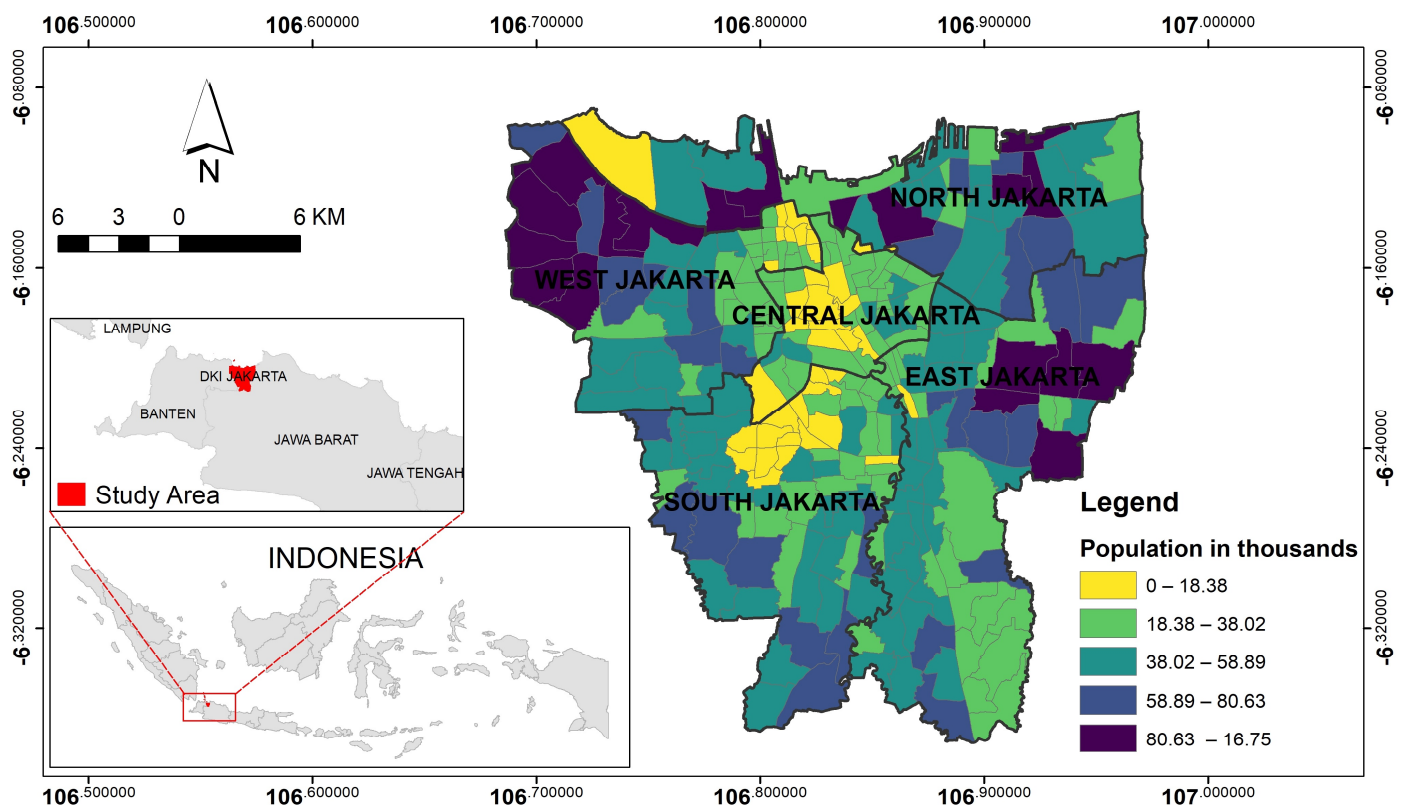 106.500000 106.600000 106.700000 106.800000 106.900000 107.000000
-6.080000 -6.080000
N
6 3 0 6 KM
NORTH JAKARTA
-6.160000 -6.160000
WEST JAKARTA
CENTRAL JAKARTA
LAMPUNG
DKI JAKARTA
EAST JAKARTA
BANTEN
JAWA BARAT
-6.240000 -6.240000
JAWA TENGAH
Study Area
SOUTH JAKARTA
Legend
INDONESIA
Population in thousands
0 – 18.38
18.38 – 38.02
-6.320000 -6.320000
38.02 – 58.89
58.89 – 80.63
80.63 – 16.75
106.500000 106.600000 106.700000 106.800000 106.900000 107.000000